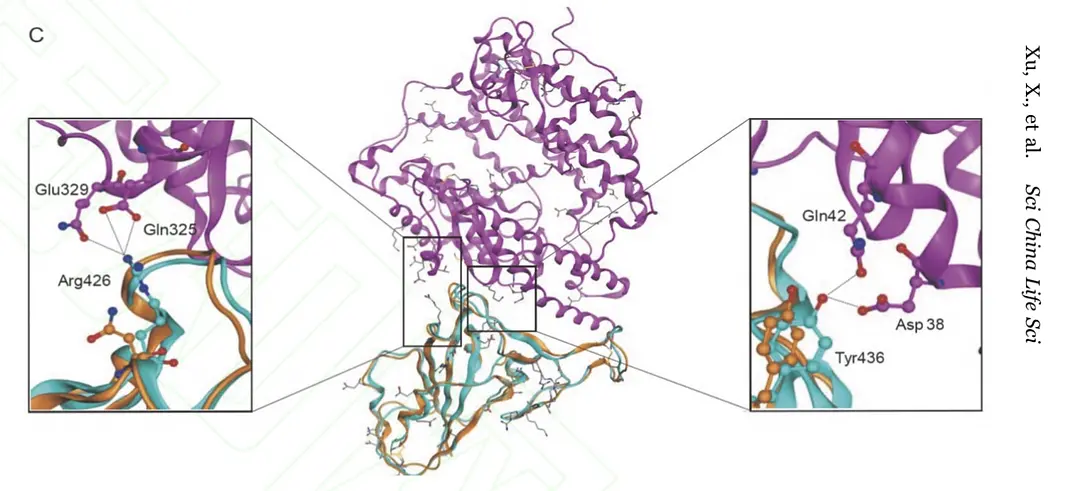 C
Glu329
Gln325
Arg426
Gln42
Asp 38
Tyr436
Xu, X., et al. Sci China Life Sci